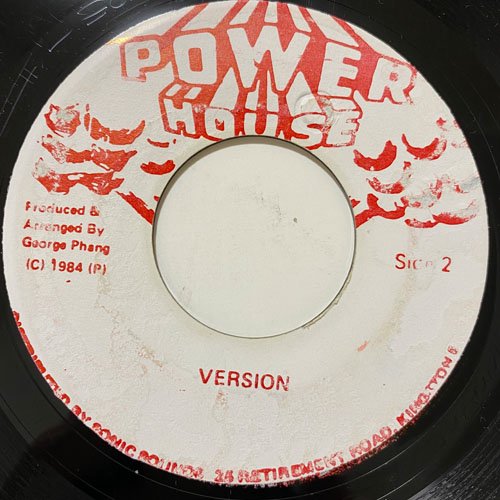 POWER
HOUSE
Produced &
Arranged By
George Phang
(C) 1984 (P)
Side 2
VERSION
DISTRIBUTED BY SONIC SOUNDS, 24 RETIREMENT ROAD, KINGSTON 5